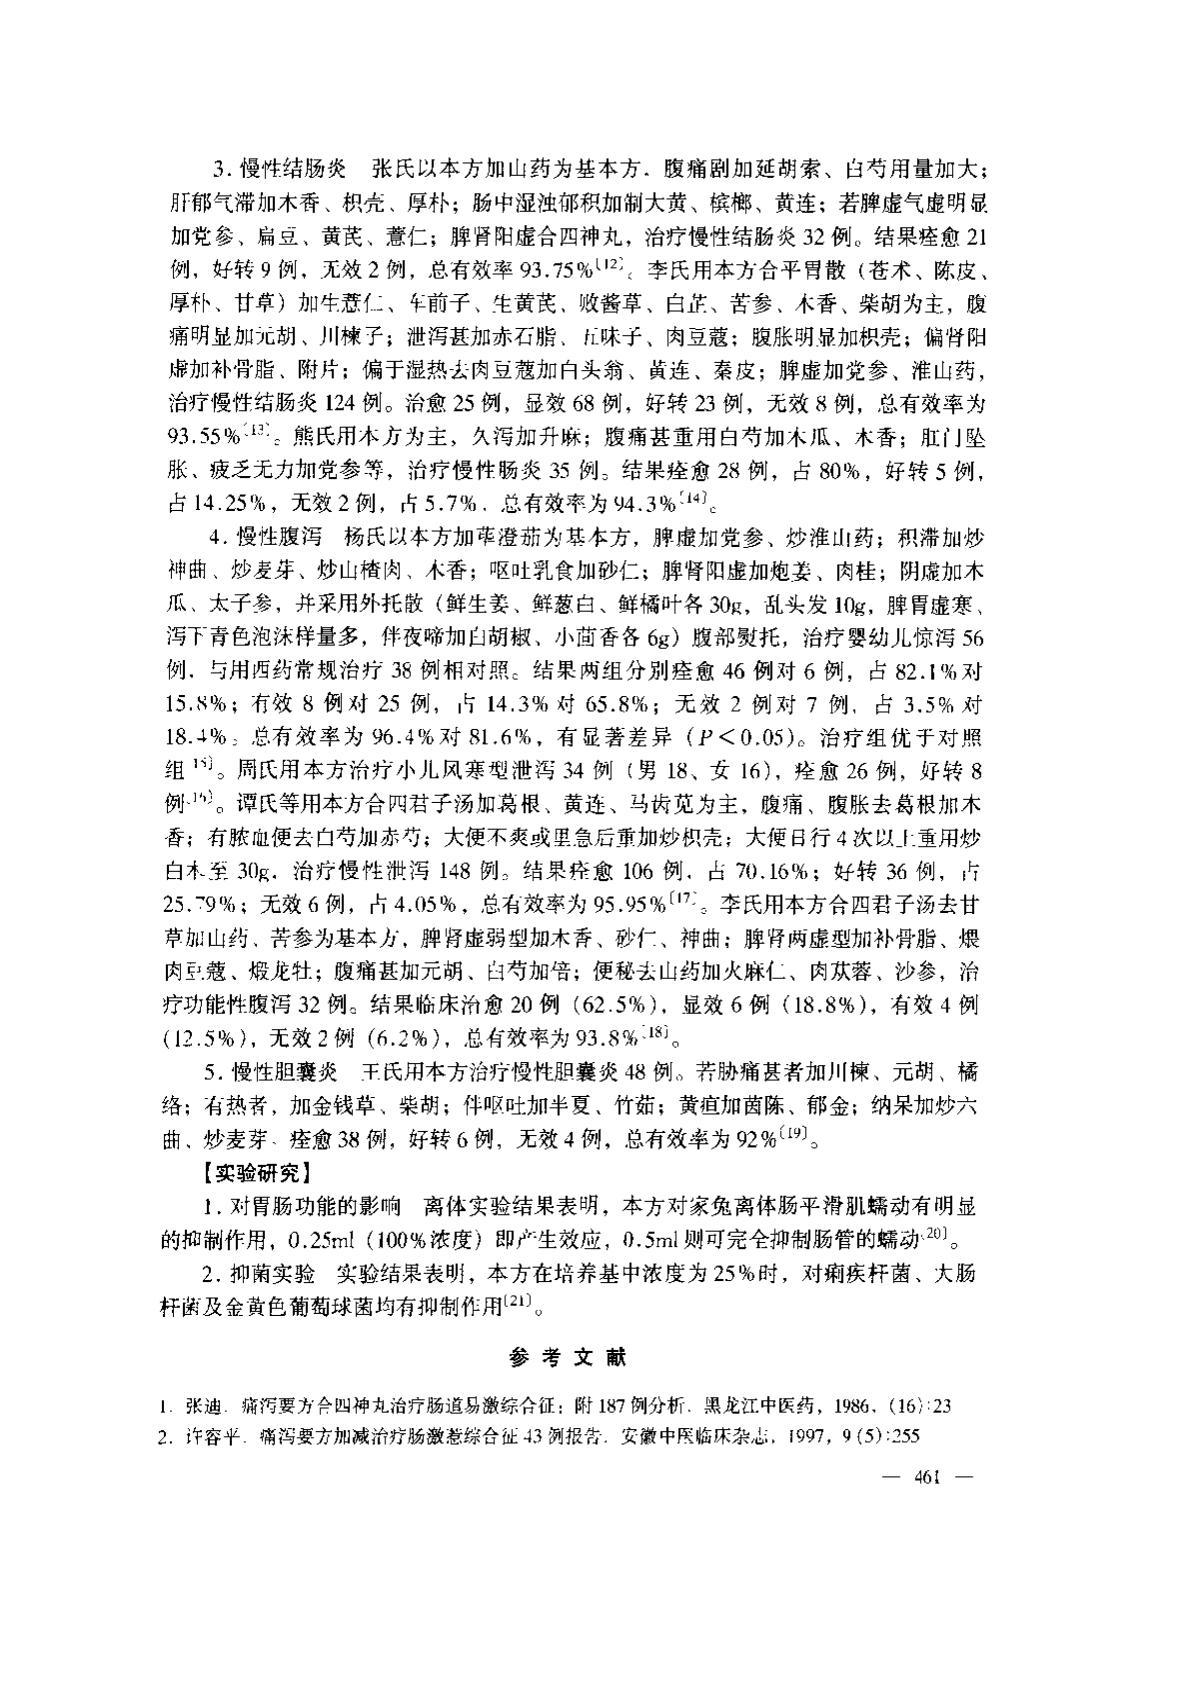 3. 慢性结肠炎　张氏以本方加山药为基本方．腹痛剧加延胡索、白芍用量加大；
肝郁气滞加木香、枳壳、厚朴；肠中湿浊郁积加制大黄、槟榔、黄连；若脾虚气虚明显
加党参、扁豆、黄芪、薏仁；脾肾阳虚合四神丸，治疗慢性结肠炎 32 例。结果痊愈 21
例，好转 9 例，无效 2 例，总有效率 93.75%〔12〕。李氏用本方合平胃散（苍术、陈皮、
厚朴、甘草）加生薏仁、车前子、生黄芪、败酱草、白芷、苦参、木香、柴胡为主，腹
痛明显加元胡、川楝子；泄泻甚加赤石脂、五味子、肉豆蔻；腹胀明显加枳壳；偏肾阳
虚加补骨脂、附片；偏于湿热去肉豆蔻加白头翁、黄连、秦皮；脾虚加党参、淮山药，
治疗慢性结肠炎 124 例。治愈 25 例，显效 68 例，好转 23 例，无效 8 例，总有效率为
93.55%〔13〕。熊氏用本方为主，久泻加升麻；腹痛甚重用白芍加木瓜、木香；肛门坠
胀、疲乏无力加党参等，治疗慢性肠炎 35 例。结果痊愈 28 例，占 80%，好转 5 例，
占 14.25%，无效 2 例，占 5.7%．总有效率为 94.3%〔14〕。
4. 慢性腹泻　杨氏以本方加荜澄茄为基本方，脾虚加党参、炒淮山药；积滞加炒
神曲、炒麦芽、炒山楂肉、木香；呕吐乳食加砂仁；脾肾阳虚加炮姜、肉桂；阴虚加木
瓜、太子参，并采用外托散（鲜生姜、鲜葱白、鲜橘叶各 30g，乱头发 10g，脾胃虚寒、
泻下青色泡沫样量多，伴夜啼加白胡椒、小茴香各 6g）腹部熨托，治疗婴幼儿惊泻 56
例．与用西药常规治疗 38 例相对照。结果两组分别痊愈 46 例对 6 例，占 82.1%对
15.8%；有效 8 例对 25 例，占 14.3% 对 65.8%；无效 2 例对 7 例，占 3.5% 对
18.4%；总有效率为 96.4%对 81.6%，有显著差异（P＜0.05）。治疗组优于对照
组〔15〕。周氏用本方治疗小儿风寒型泄泻 34 例（男 18、女 16），痊愈 26 例，好转 8
例〔16〕。谭氏等用本方合四君子汤加葛根、黄连、马齿苋为主，腹痛、腹胀去葛根加木
香；有脓血便去白芍加赤芍；大便不爽或里急后重加炒枳壳；大便日行 4 次以上重用炒
白术至 30g．治疗慢性泄泻 148 例。结果痊愈 106 例．占 70.16%；好转 36 例，占
25.79%；无效 6 例，占 4.05%，总有效率为 95.95%〔17〕。李氏用本方合四君子汤去甘
草加山药、苦参为基本方，脾肾虚弱型加木香、砂仁、神曲；脾肾两虚型加补骨脂、煨
肉豆蔻、煅龙牡；腹痛甚加元胡、白芍加倍；便秘去山药加火麻仁、肉苁蓉、沙参，治
疗功能性腹泻 32 例。结果临床治愈 20 例（62.5%），显效 6 例（18.8%），有效 4 例
（12.5%），无效 2 例（6.2%），总有效率为 93.8%〔18〕。
5. 慢性胆囊炎　王氏用本方治疗慢性胆囊炎 48 例。若胁痛甚者加川楝、元胡、橘
络；有热者，加金钱草、柴胡；伴呕吐加半夏、竹茹；黄疸加茵陈、郁金；纳呆加炒六
曲、炒麦芽、痊愈 38 例，好转 6 例，无效 4 例，总有效率为 92%〔19〕。
【实验研究】
1. 对胃肠功能的影响　离体实验结果表明，本方对家兔离体肠平滑肌蠕动有明显
的抑制作用，0.25ml（100%浓度）即产生效应，0.5ml 则可完全抑制肠管的蠕动〔20〕。
2. 抑菌实验　实验结果表明，本方在培养基中浓度为 25%时，对痢疾杆菌、大肠
杆菌及金黄色葡萄球菌均有抑制作用〔21〕。
参 考 文 献
1. 张迪．痛泻要方合四神丸治疗肠道易激综合征：附 187 例分析．黑龙江中医药，1986，（16）:23
2. 许容平．痛泻要方加减治疗肠激惹综合征 43 例报告．安徽中医临床杂志，1997，9（5）:255
— 461 —